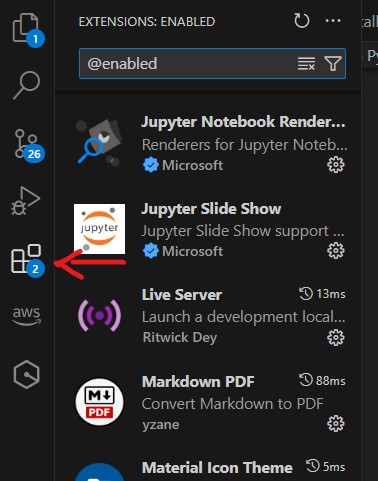 EXTENSIONS: ENABLED
tall
1
@enabled
Py
Jupyter Notebook Render...
Renderers for Jupyter Noteb...
Microsoft
26
jupyter
Jupyter Slide Show
Jupyter Slide Show support ...
Microsoft
2
Live Server 13ms
Launch a development local...
Ritwick Dey
aws
Markdown PDF 88ms
M
PDF
Convert Markdown to PDF
yzane
Material Icon Theme 5ms